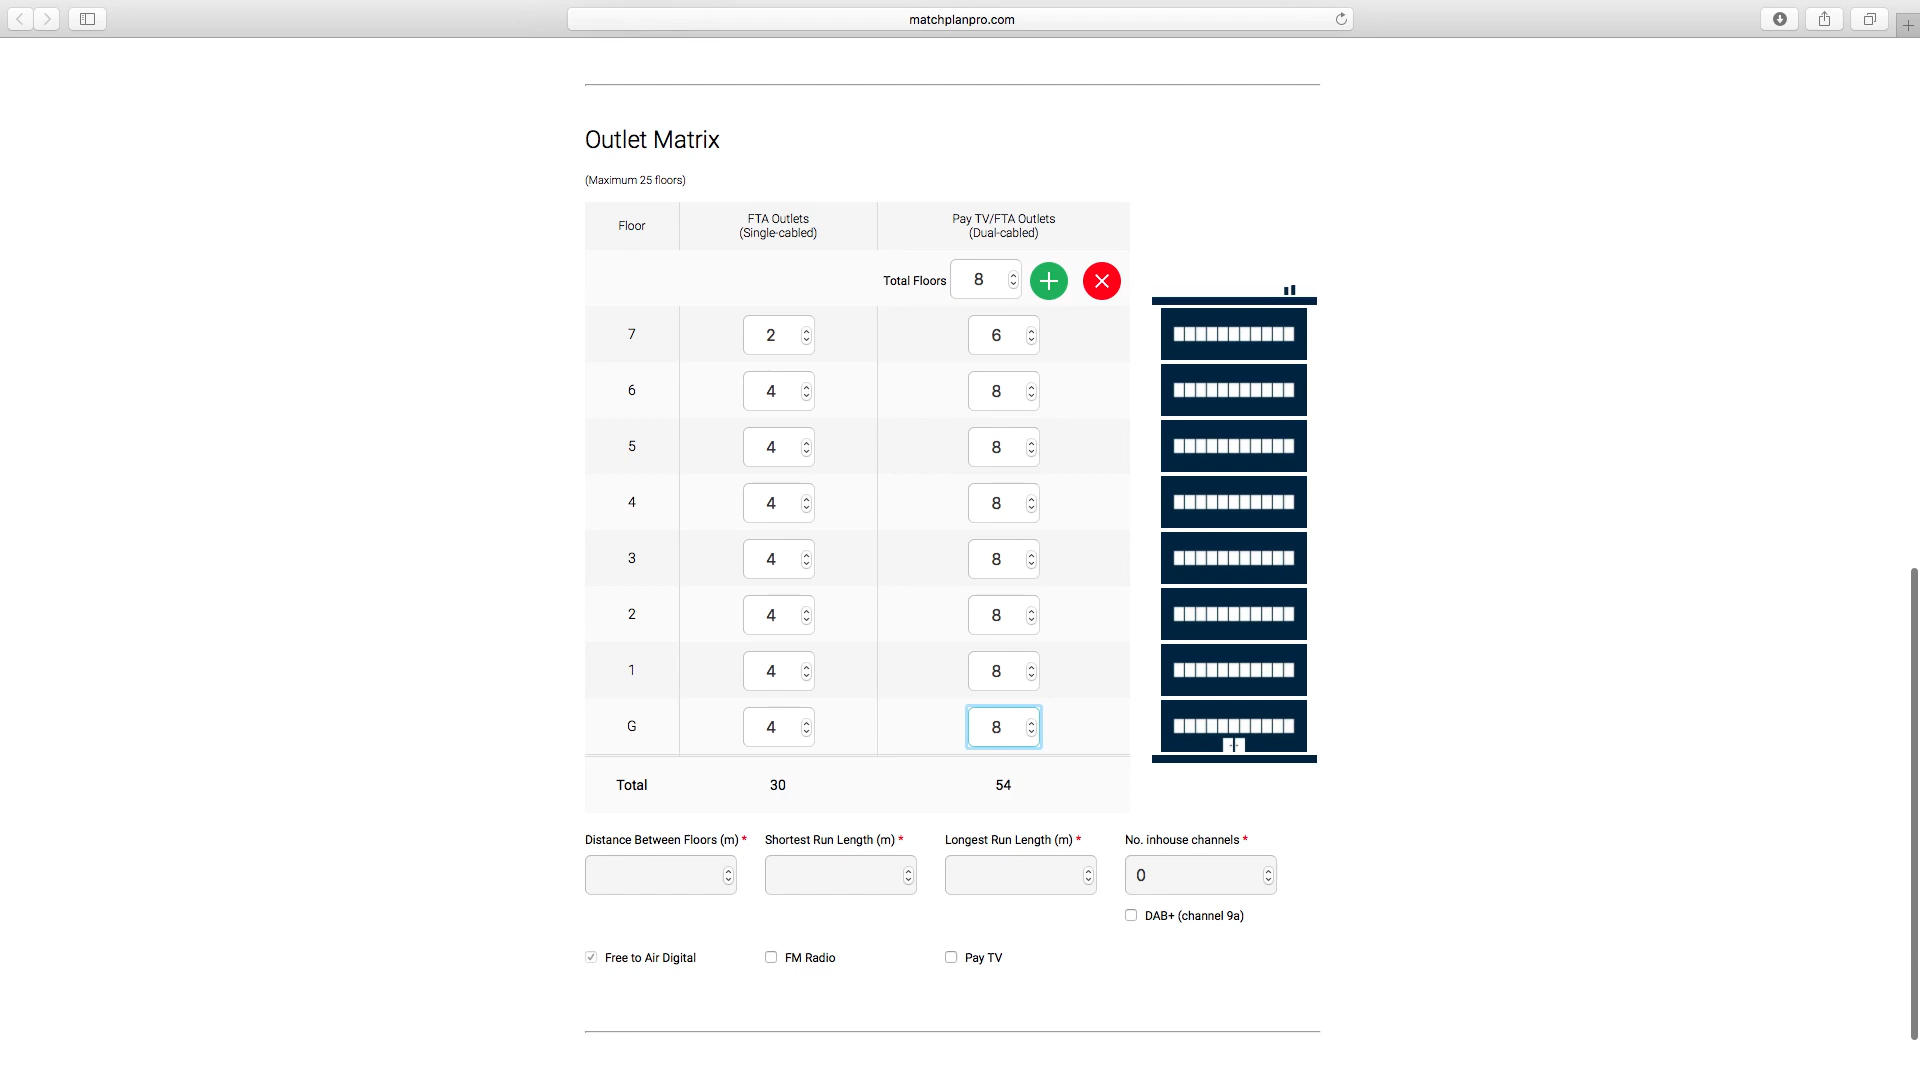 matchplanpro.com
Outlet Matrix
(Maximum 25 floors)
Floor
FTA Outlets
(Single-cabled)
Pay TV/FTA Outlets
(Dual-cabled)
Total Floors 8
7 2 6
6 4 8
5 4 8
4 4 8
3 4 8
2 4 8
1 4 8
G 4 8
Total 30 54
Distance Between Floors (m) * Shortest Run Length (m) * Longest Run Length (m) * No. inhouse channels *
0
DAB+ (channel 9a)
Free to Air Digital FM Radio Pay TV